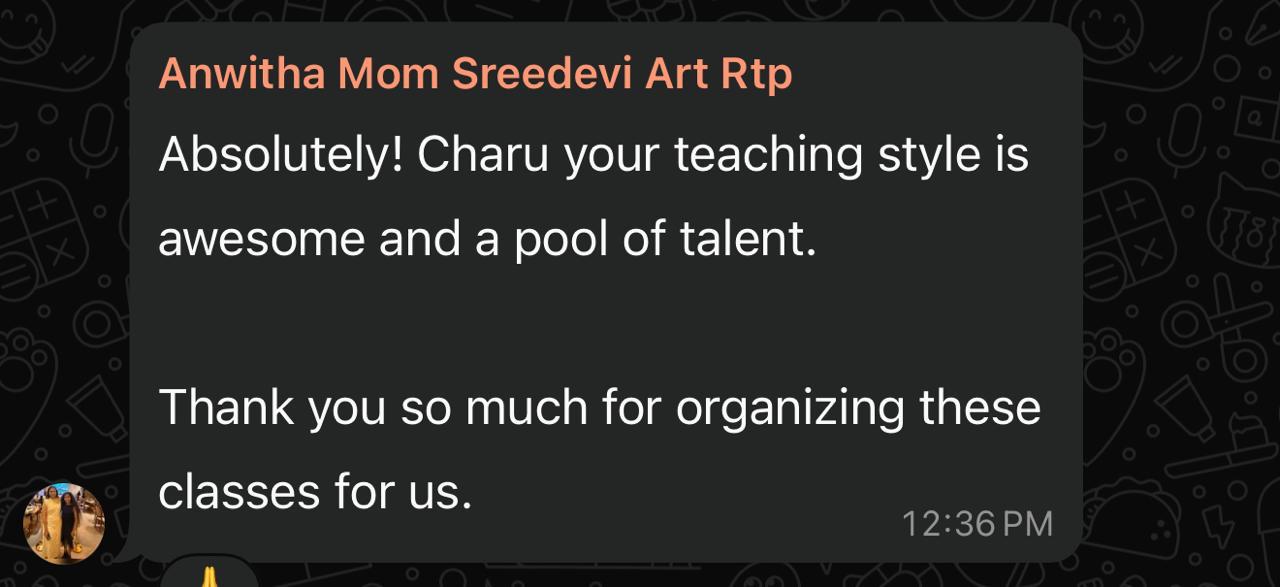 Anwitha Mom Sreedevi Art Rtp
Absolutely! Charu your teaching style is
awesome and a pool of talent.
Thank you so much for organizing these
classes for us.
12:36 PM